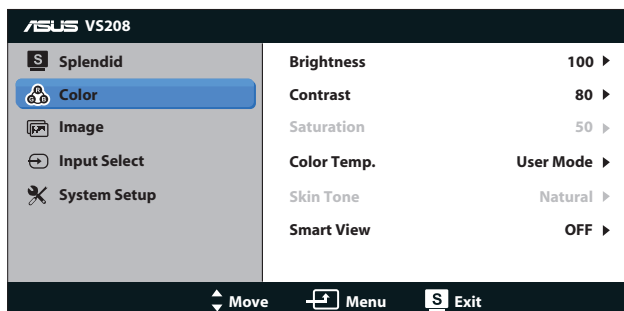 ASUS VS208
S Splendid
R G B Color
Image
Input Select
System Setup
Brightness 100
Contrast 80
Saturation 50
Color Temp. User Mode
Skin Tone Natural
Smart View OFF
Move Menu S Exit